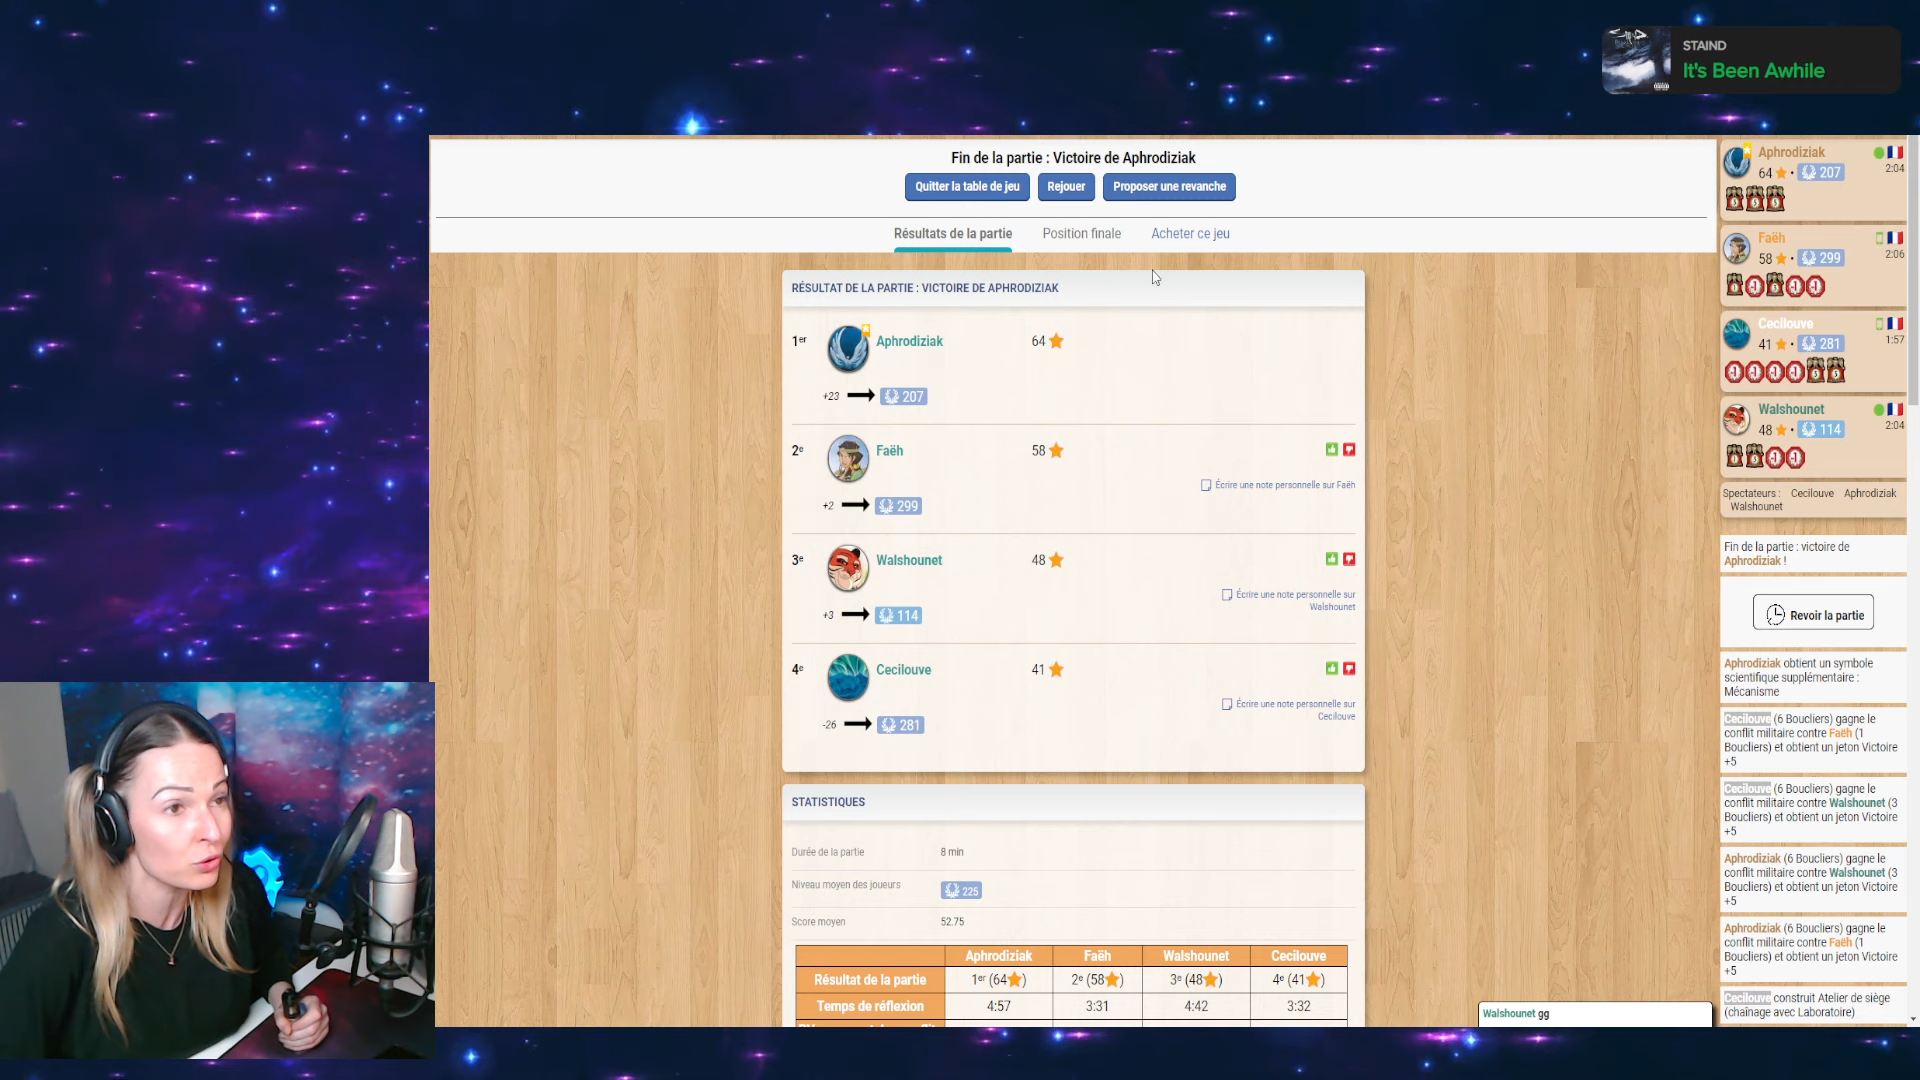 STAIND
It's Been Awhile
Fin de la partie : Victoire de Aphrodiziak
Quitter la table de jeu
Rejouer
Proposer une revanche
Résultats de la partie
Position finale
Acheter ce jeu
RÉSULTAT DE LA PARTIE : VICTOIRE DE APHRODIZIAK
1er Aphrodiziak 64
+23 207
2e Faëh 58
Écrire une note personnelle sur Faëh
+2 299
3e Walshounet 48
Écrire une note personnelle sur
Walshounet
+3 114
4e Cecilouve 41
Écrire une note personnelle sur
Cecilouve
-26 281
STATISTIQUES
Durée de la partie 8 min
Niveau moyen des joueurs 225
Score moyen 52.75
Aphrodiziak Faëh Walshounet Cecilouve
Résultat de la partie 1er (64) 2e (58) 3e (48) 4e (41)
Temps de réflexion 4:57 3:31 4:42 3:32
Aphrodiziak
64 • 207 2:04
Faëh
58 • 299 2:06
Cecilouve
41 • 281 1:57
Walshounet
48 • 114 2:04
Spectateurs : Cecilouve Aphrodiziak
Walshounet
Fin de la partie : victoire de
Aphrodiziak !
Revoir la partie
Aphrodiziak obtient un symbole
scientifique supplémentaire :
Mécanisme
Cecilouve (6 Boucliers) gagne le
conflit militaire contre Faëh (1
Boucliers) et obtient un jeton Victoire
+5
Cecilouve (6 Boucliers) gagne le
conflit militaire contre Walshounet (3
Boucliers) et obtient un jeton Victoire
+5
Aphrodiziak (6 Boucliers) gagne le
conflit militaire contre Walshounet (3
Boucliers) et obtient un jeton Victoire
+5
Aphrodiziak (6 Boucliers) gagne le
conflit militaire contre Faëh (1
Boucliers) et obtient un jeton Victoire
+5
Cecilouve construit Atelier de siège
(chaînage avec Laboratoire)
Walshounet gg